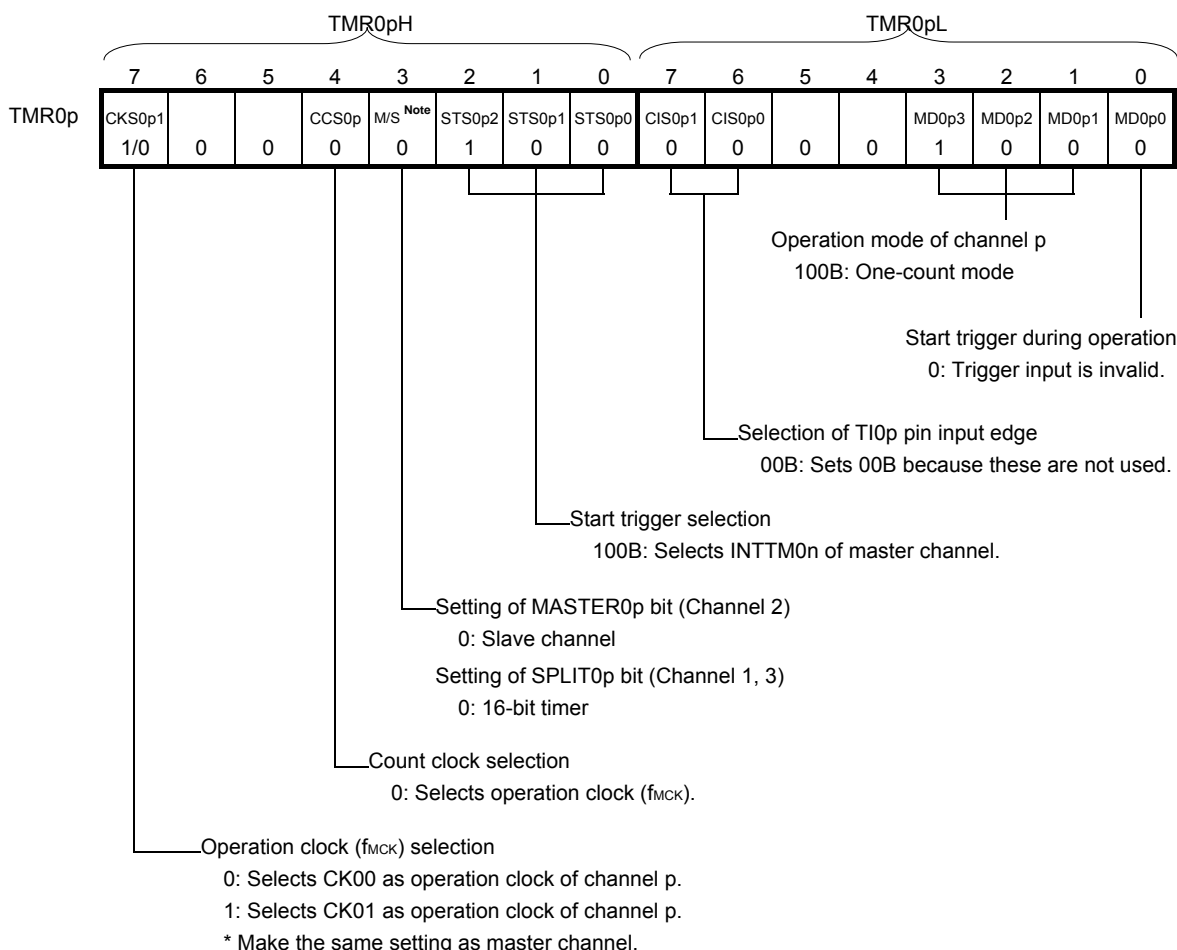 TMR0pH TMR0pL
7 6 5 4 3 2 1 0 7 6 5 4 3 2 1 0
TMR0p CKS0p1 CCS0p M/S Note STS0p2 STS0p1 STS0p0 CIS0p1 CIS0p0 MD0p3 MD0p2 MD0p1 MD0p0
1/0 0 0 0 0 1 0 0 0 0 0 0 1 0 0 0
Operation mode of channel p
100B: One-count mode
Start trigger during operation
0: Trigger input is invalid.
Selection of TI0p pin input edge
00B: Sets 00B because these are not used.
Start trigger selection
100B: Selects INTTM0n of master channel.
Setting of MASTER0p bit (Channel 2)
0: Slave channel
Setting of SPLIT0p bit (Channel 1, 3)
0: 16-bit timer
Count clock selection
0: Selects operation clock (fMCK).
Operation clock (fMCK) selection
0: Selects CK00 as operation clock of channel p.
1: Selects CK01 as operation clock of channel p.
* Make the same setting as master channel.